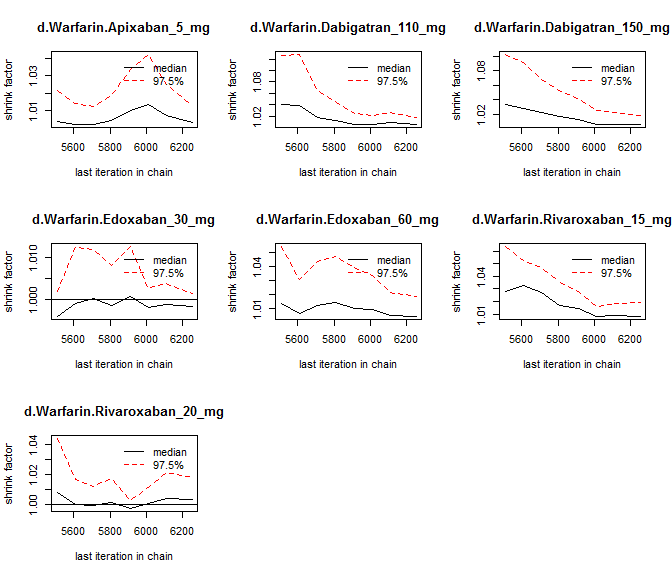 d.Warfarin.Apixaban_5_mg
shrink factor
1.01 1.03
median
97.5%
5600 5800 6000 6200
last iteration in chain
d.Warfarin.Dabigatran_110_mg
shrink factor
1.02 1.08
median
97.5%
5600 5800 6000 6200
last iteration in chain
d.Warfarin.Dabigatran_150_mg
shrink factor
1.02 1.08
median
97.5%
5600 5800 6000 6200
last iteration in chain
d.Warfarin.Edoxaban_30_mg
shrink factor
1.000 1.010
median
97.5%
5600 5800 6000 6200
last iteration in chain
d.Warfarin.Edoxaban_60_mg
shrink factor
1.01 1.04
median
97.5%
5600 5800 6000 6200
last iteration in chain
d.Warfarin.Rivaroxaban_15_mg
shrink factor
1.01 1.04
median
97.5%
5600 5800 6000 6200
last iteration in chain
d.Warfarin.Rivaroxaban_20_mg
shrink factor
1.00 1.02 1.04
median
97.5%
5600 5800 6000 6200
last iteration in chain